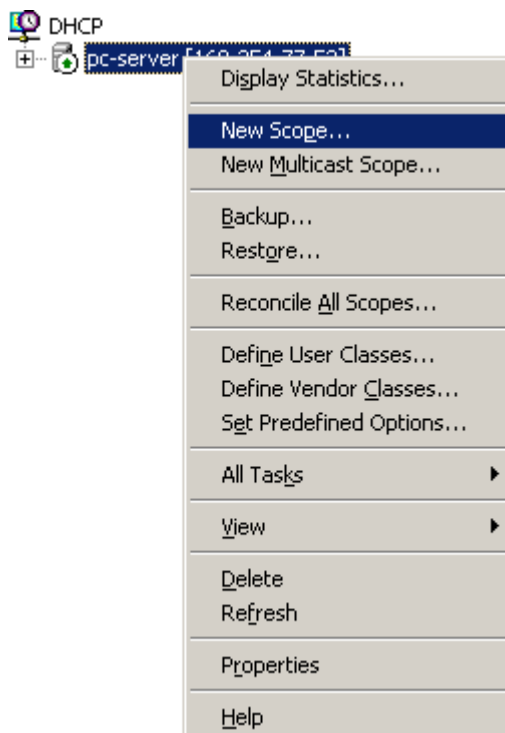 DHCP
pc-server
Display Statistics...
New Scope...
New Multicast Scope...
Backup...
Restore...
Reconcile All Scopes...
Define User Classes...
Define Vendor Classes...
Set Predefined Options...
All Tasks
View
Delete
Refresh
Properties
Help